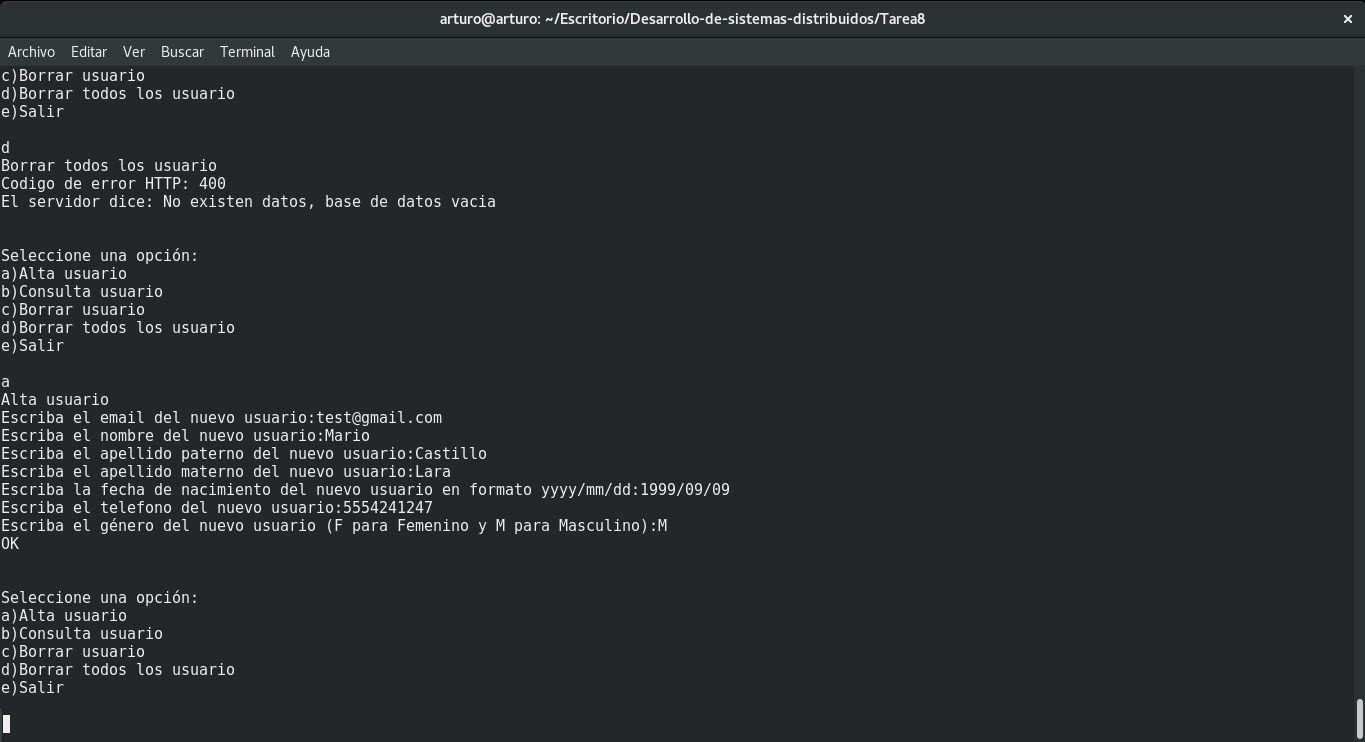 arturo@arturo: ~/Escritorio/Desarrollo-de-sistemas-distribuidos/Tarea8
Archivo Editar Ver Buscar Terminal Ayuda
c)Borrar usuario
d)Borrar todos los usuario
e)Salir
d
Borrar todos los usuario
Codigo de error HTTP: 400
El servidor dice: No existen datos, base de datos vacia
Seleccione una opción:
a)Alta usuario
b)Consulta usuario
c)Borrar usuario
d)Borrar todos los usuario
e)Salir
a
Alta usuario
Escriba el email del nuevo usuario:test@gmail.com
Escriba el nombre del nuevo usuario:Mario
Escriba el apellido paterno del nuevo usuario:Castillo
Escriba el apellido materno del nuevo usuario:Lara
Escriba la fecha de nacimiento del nuevo usuario en formato yyyy/mm/dd:1999/09/09
Escriba el telefono del nuevo usuario:5554241247
Escriba el género del nuevo usuario (F para Femenino y M para Masculino):M
OK
Seleccione una opción:
a)Alta usuario
b)Consulta usuario
c)Borrar usuario
d)Borrar todos los usuario
e)Salir